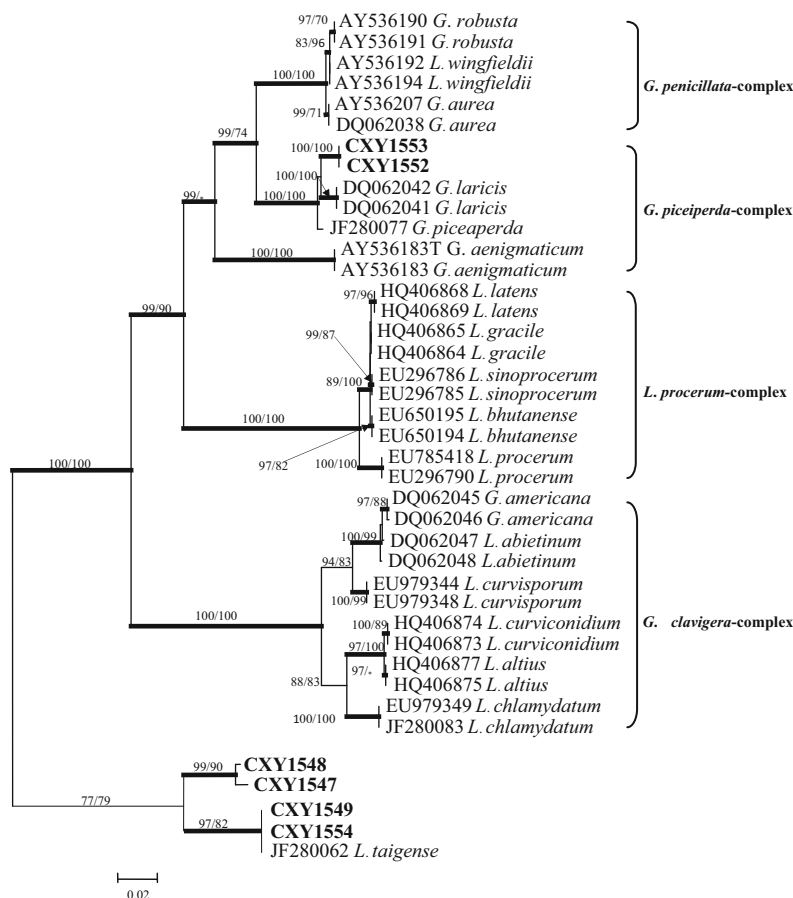 97/70
AY536190 G. robusta
AY536191 G. robusta
83/96
AY536192 L. wingfieldii
100/100
AY536194 L. wingfieldii
G. penicillata-complex
AY536207 G. aurea
99/71
DQ062038 G. aurea
99/74
100/100
CXY1553
CXY1552
100/100
DQ062042 G. laricis
99/*
100/100
DQ062041 G. laricis
G. piceiperda-complex
JF280077 G. piceaperda
AY536183T G. aenigmaticum
100/100
AY536183 G. aenigmaticum
97/96
HQ406868 L. latens
99/90
HQ406869 L. latens
99/87
HQ406865 L. gracile
HQ406864 L. gracile
EU296786 L. sinoprocerum
89/100
EU296785 L. sinoprocerum
L. procerum-complex
EU650195 L. bhutanense
100/100
EU650194 L. bhutanense
97/82
EU785418 L. procerum
100/100
EU296790 L. procerum
100/100
97/88
DQ062045 G. americana
DQ062046 G. americana
100/99
DQ062047 L. abietinum
94/83
DQ062048 L. abietinum
EU979344 L. curvisporum
100/99
EU979348 L. curvisporum
100/100
100/89
HQ406874 L. curviconidium
G. clavigera-complex
HQ406873 L. curviconidium
97/100
HQ406877 L. altius
97/*
88/83
HQ406875 L. altius
EU979349 L. chlamydatum
100/100
JF280083 L. chlamydatum
99/90
CXY1548
CXY1547
77/79
CXY1549
97/82
CXY1554
JF280062 L. taigense
0.02